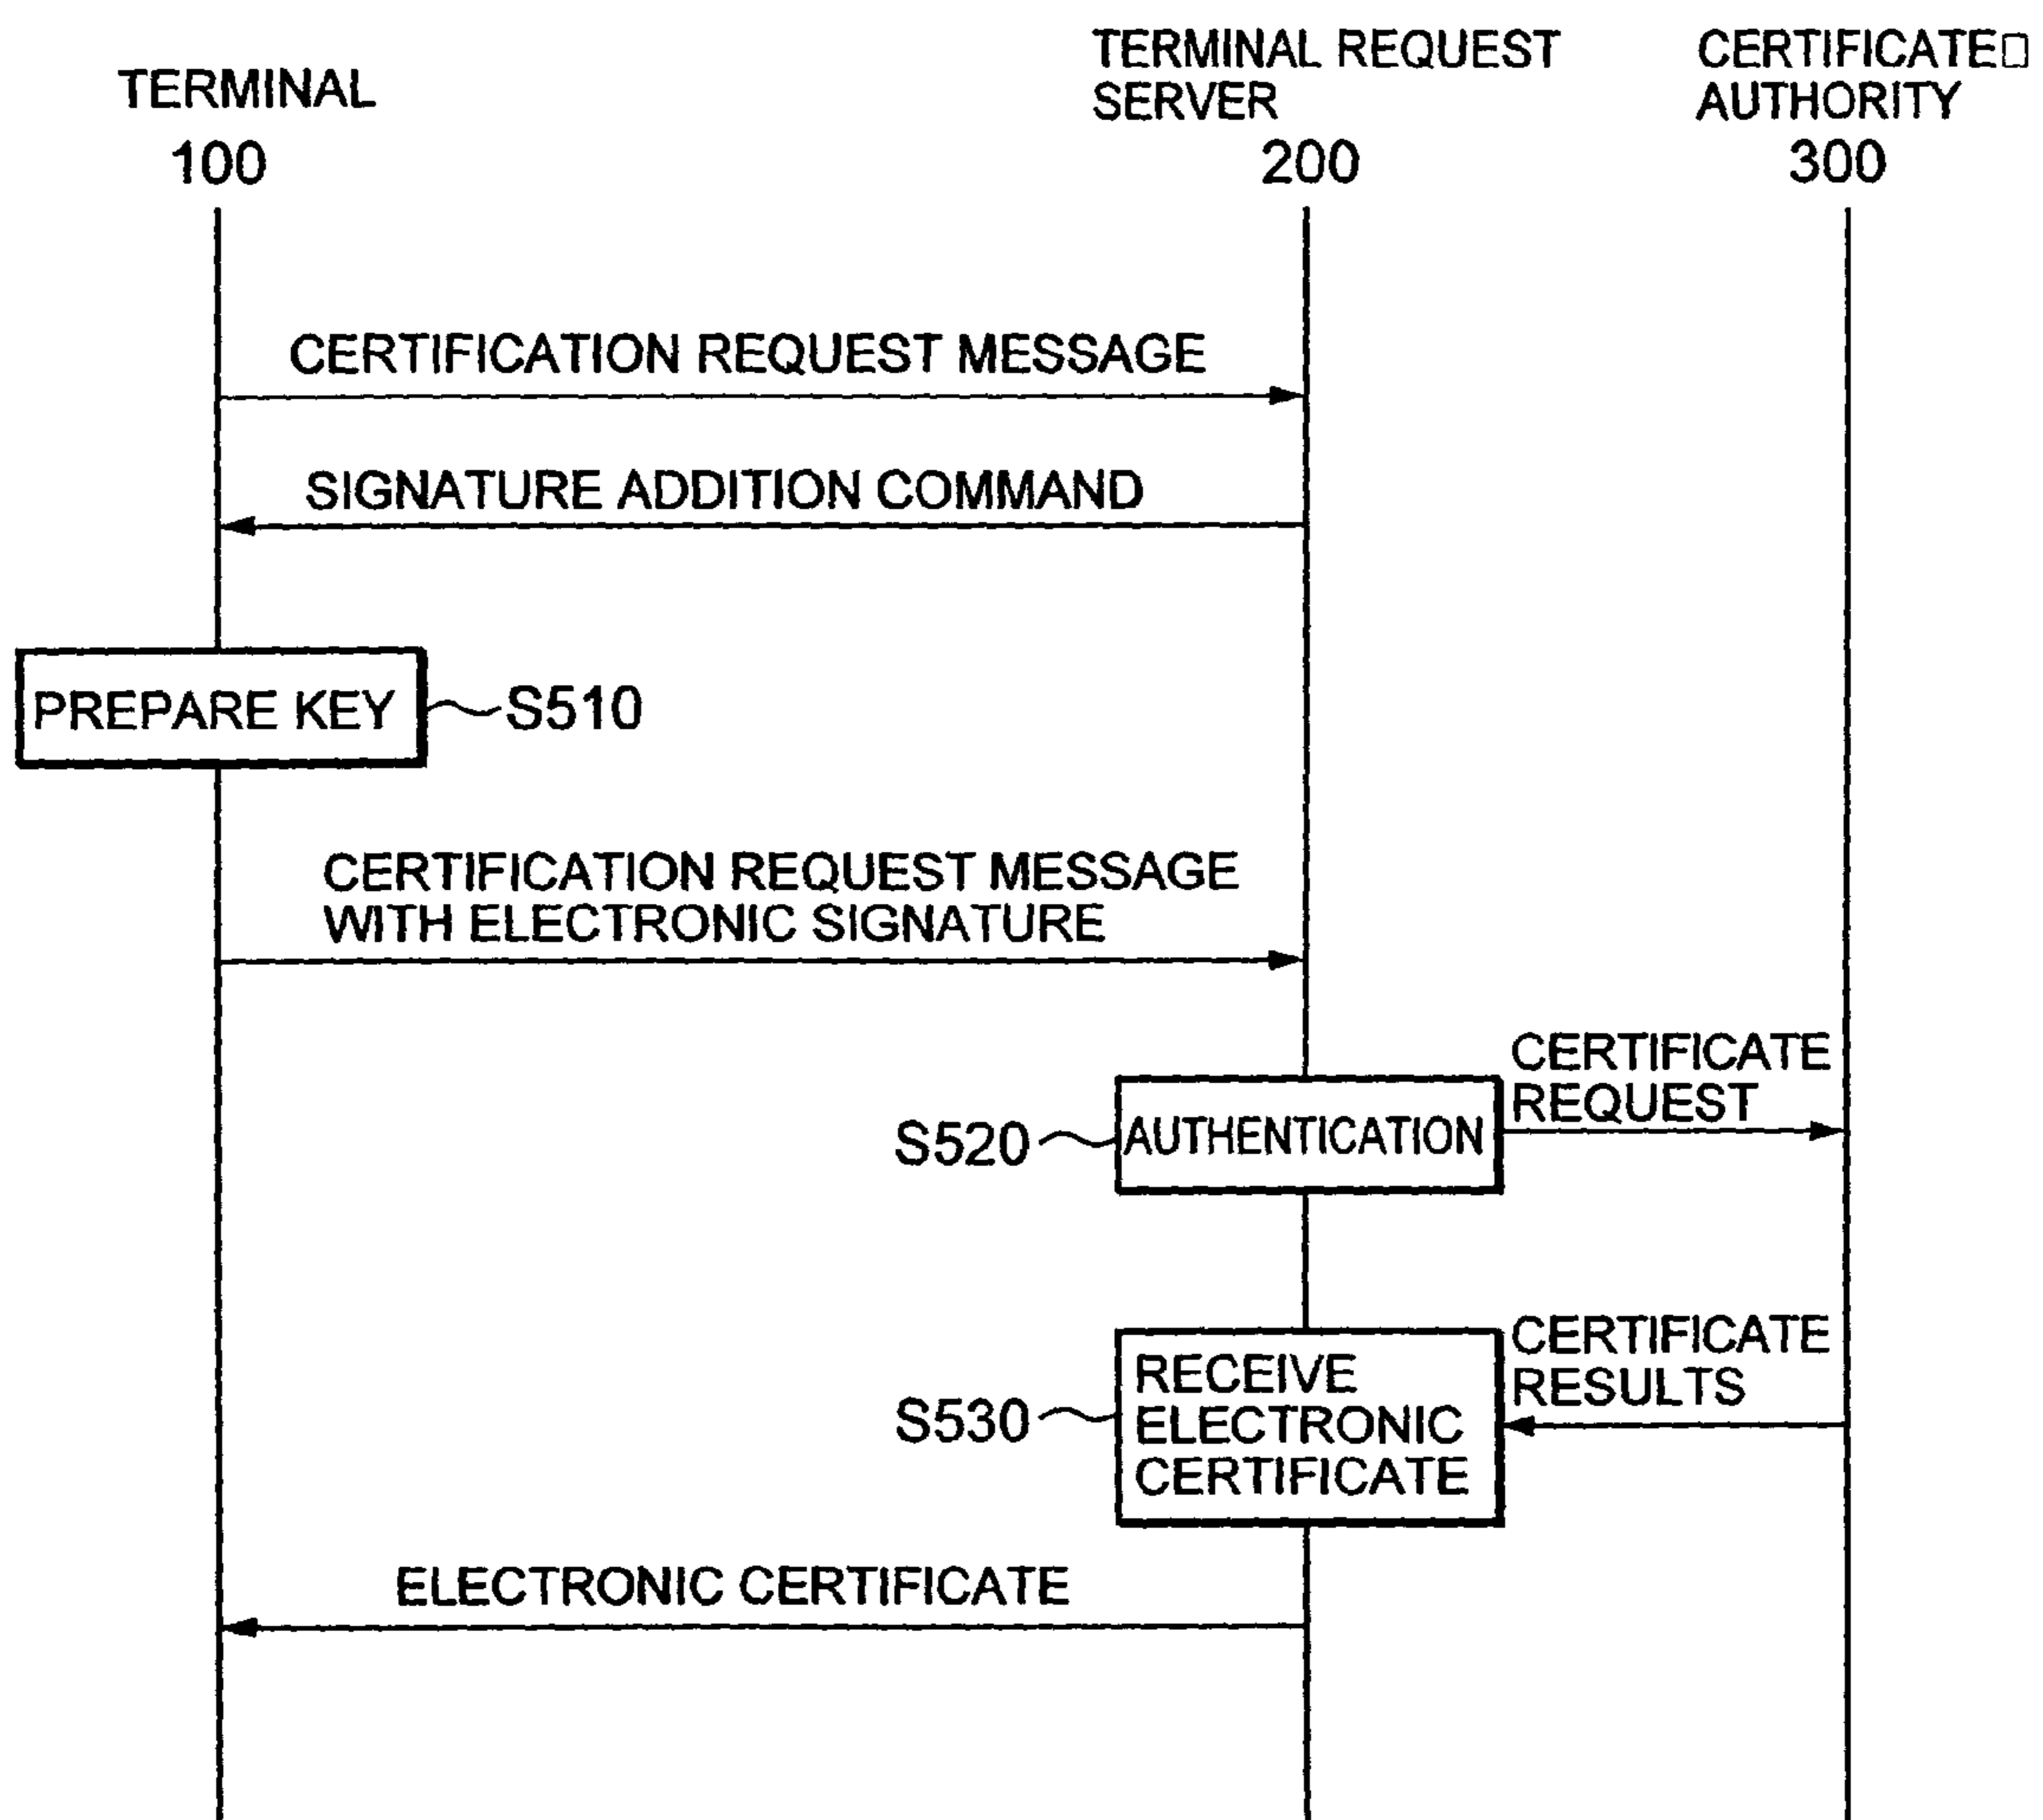 TERMINAL
100
TERMINAL REQUEST
SERVER
200
CERTIFICATE□
AUTHORITY
300
CERTIFICATION REQUEST MESSAGE
SIGNATURE ADDITION COMMAND
PREPARE KEY
S510
CERTIFICATION REQUEST MESSAGE
WITH ELECTRONIC SIGNATURE
CERTIFICATE
REQUEST
S520
AUTHENTICATION
CERTIFICATE
RESULTS
S530
RECEIVE
ELECTRONIC
CERTIFICATE
ELECTRONIC CERTIFICATE